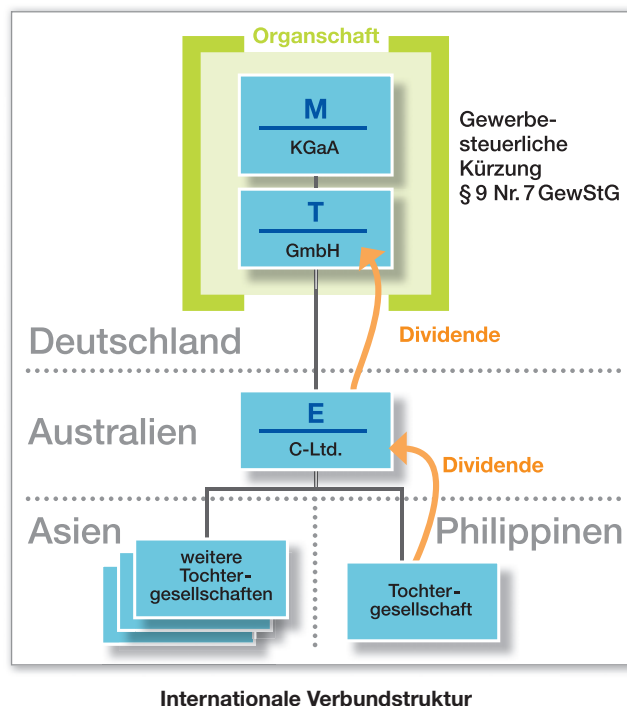 Organschaft
M
KGaA
T
GmbH
Gewerbe-
steuerliche
Kürzung
§ 9 Nr. 7 GewStG
Deutschland
Dividende
Australien
E
C-Ltd.
Dividende
Asien
Philippinen
weitere
Tochter-
gesellschaften
Tochter-
gesellschaft
Internationale Verbundstruktur